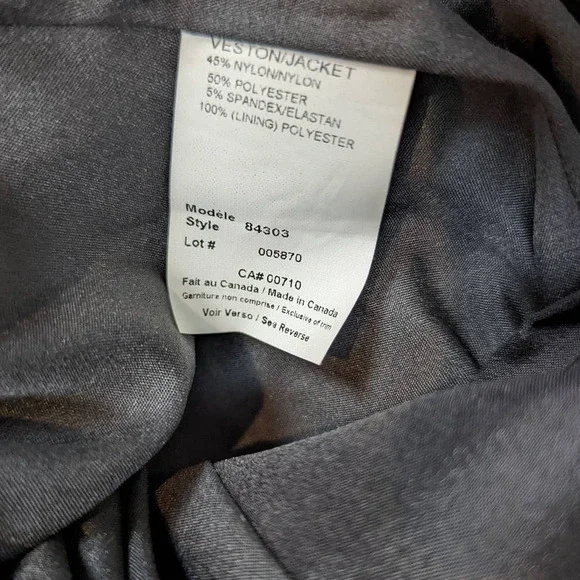 VESTON/JACKET
45% NYLON/NYLON
50% POLYESTER
5% SPANDEX/ELASTAN
100% (LINING) POLYESTER
Modèle
Style 84303
Lot # 005870
CA# 00710
Fait au Canada / Made in Canada
Garniture non comprise / Exclusive of trim
Voir Verso / See Reverse